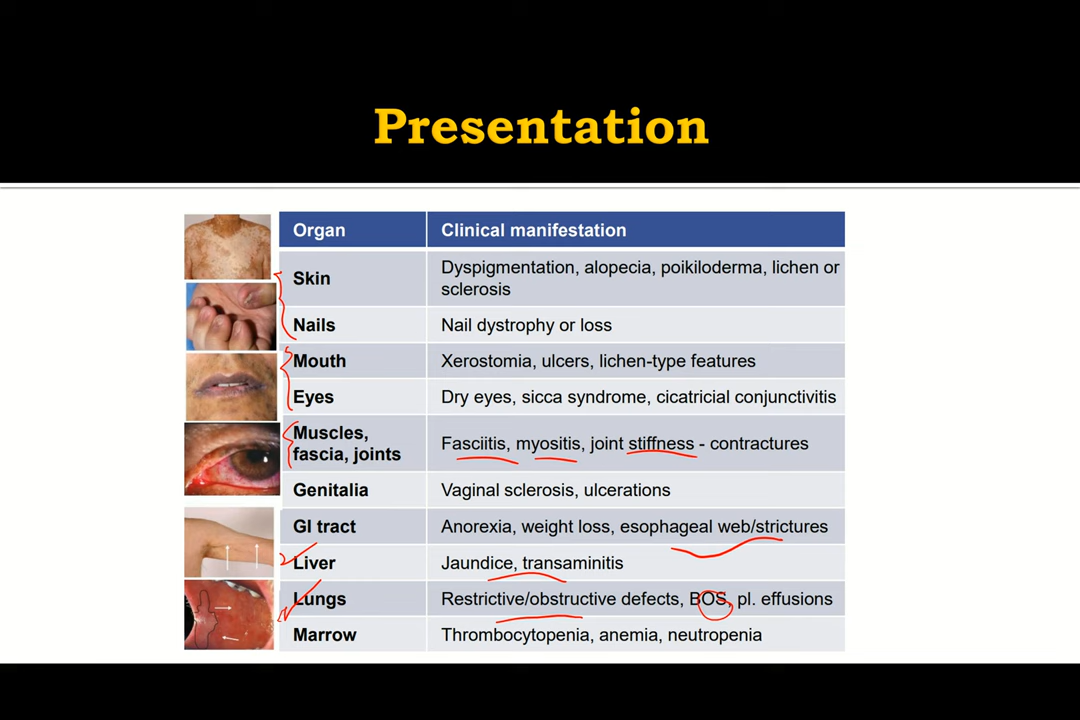 Presentation
Organ Clinical manifestation
Skin Dyspigmentation, alopecia, poikiloderma, lichen or
sclerosis
Nails Nail dystrophy or loss
Mouth Xerostomia, ulcers, lichen-type features
Eyes Dry eyes, sicca syndrome, cicatricial conjunctivitis
Muscles,
fascia, joints Fasciitis, myositis, joint stiffness - contractures
Genitalia Vaginal sclerosis, ulcerations
GI tract Anorexia, weight loss, esophageal web/strictures
Liver Jaundice, transaminitis
Lungs Restrictive/obstructive defects, BOS, pl. effusions
Marrow Thrombocytopenia, anemia, neutropenia